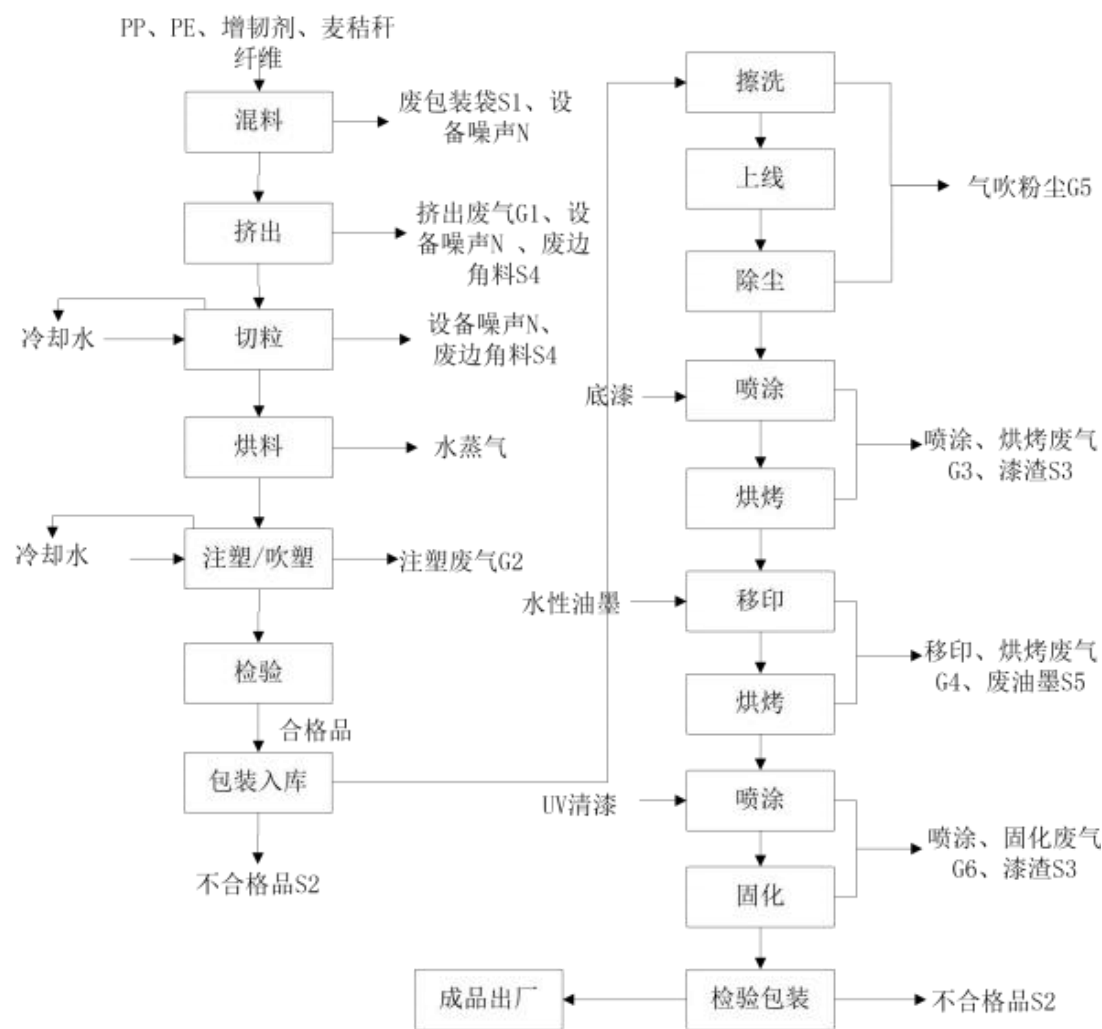 PP、PE、增韧剂、麦秸秆
纤维
混料
废包装袋S1、设
备噪声N
挤出
挤出废气G1、设
备噪声N 、废边
角料S4
冷却水
切粒
设备噪声N、
废边角料S4
烘料
水蒸气
冷却水
注塑/吹塑
注塑废气G2
检验
合格品
包装入库
不合格品S2
擦洗
上线
除尘
气吹粉尘G5
底漆
喷涂
烘烤
喷涂、烘烤废气
G3、漆渣S3
水性油墨
移印
烘烤
移印、烘烤废气
G4、废油墨S5
UV清漆
喷涂
固化
喷涂、固化废气
G6、漆渣S3
成品出厂
检验包装
不合格品S2